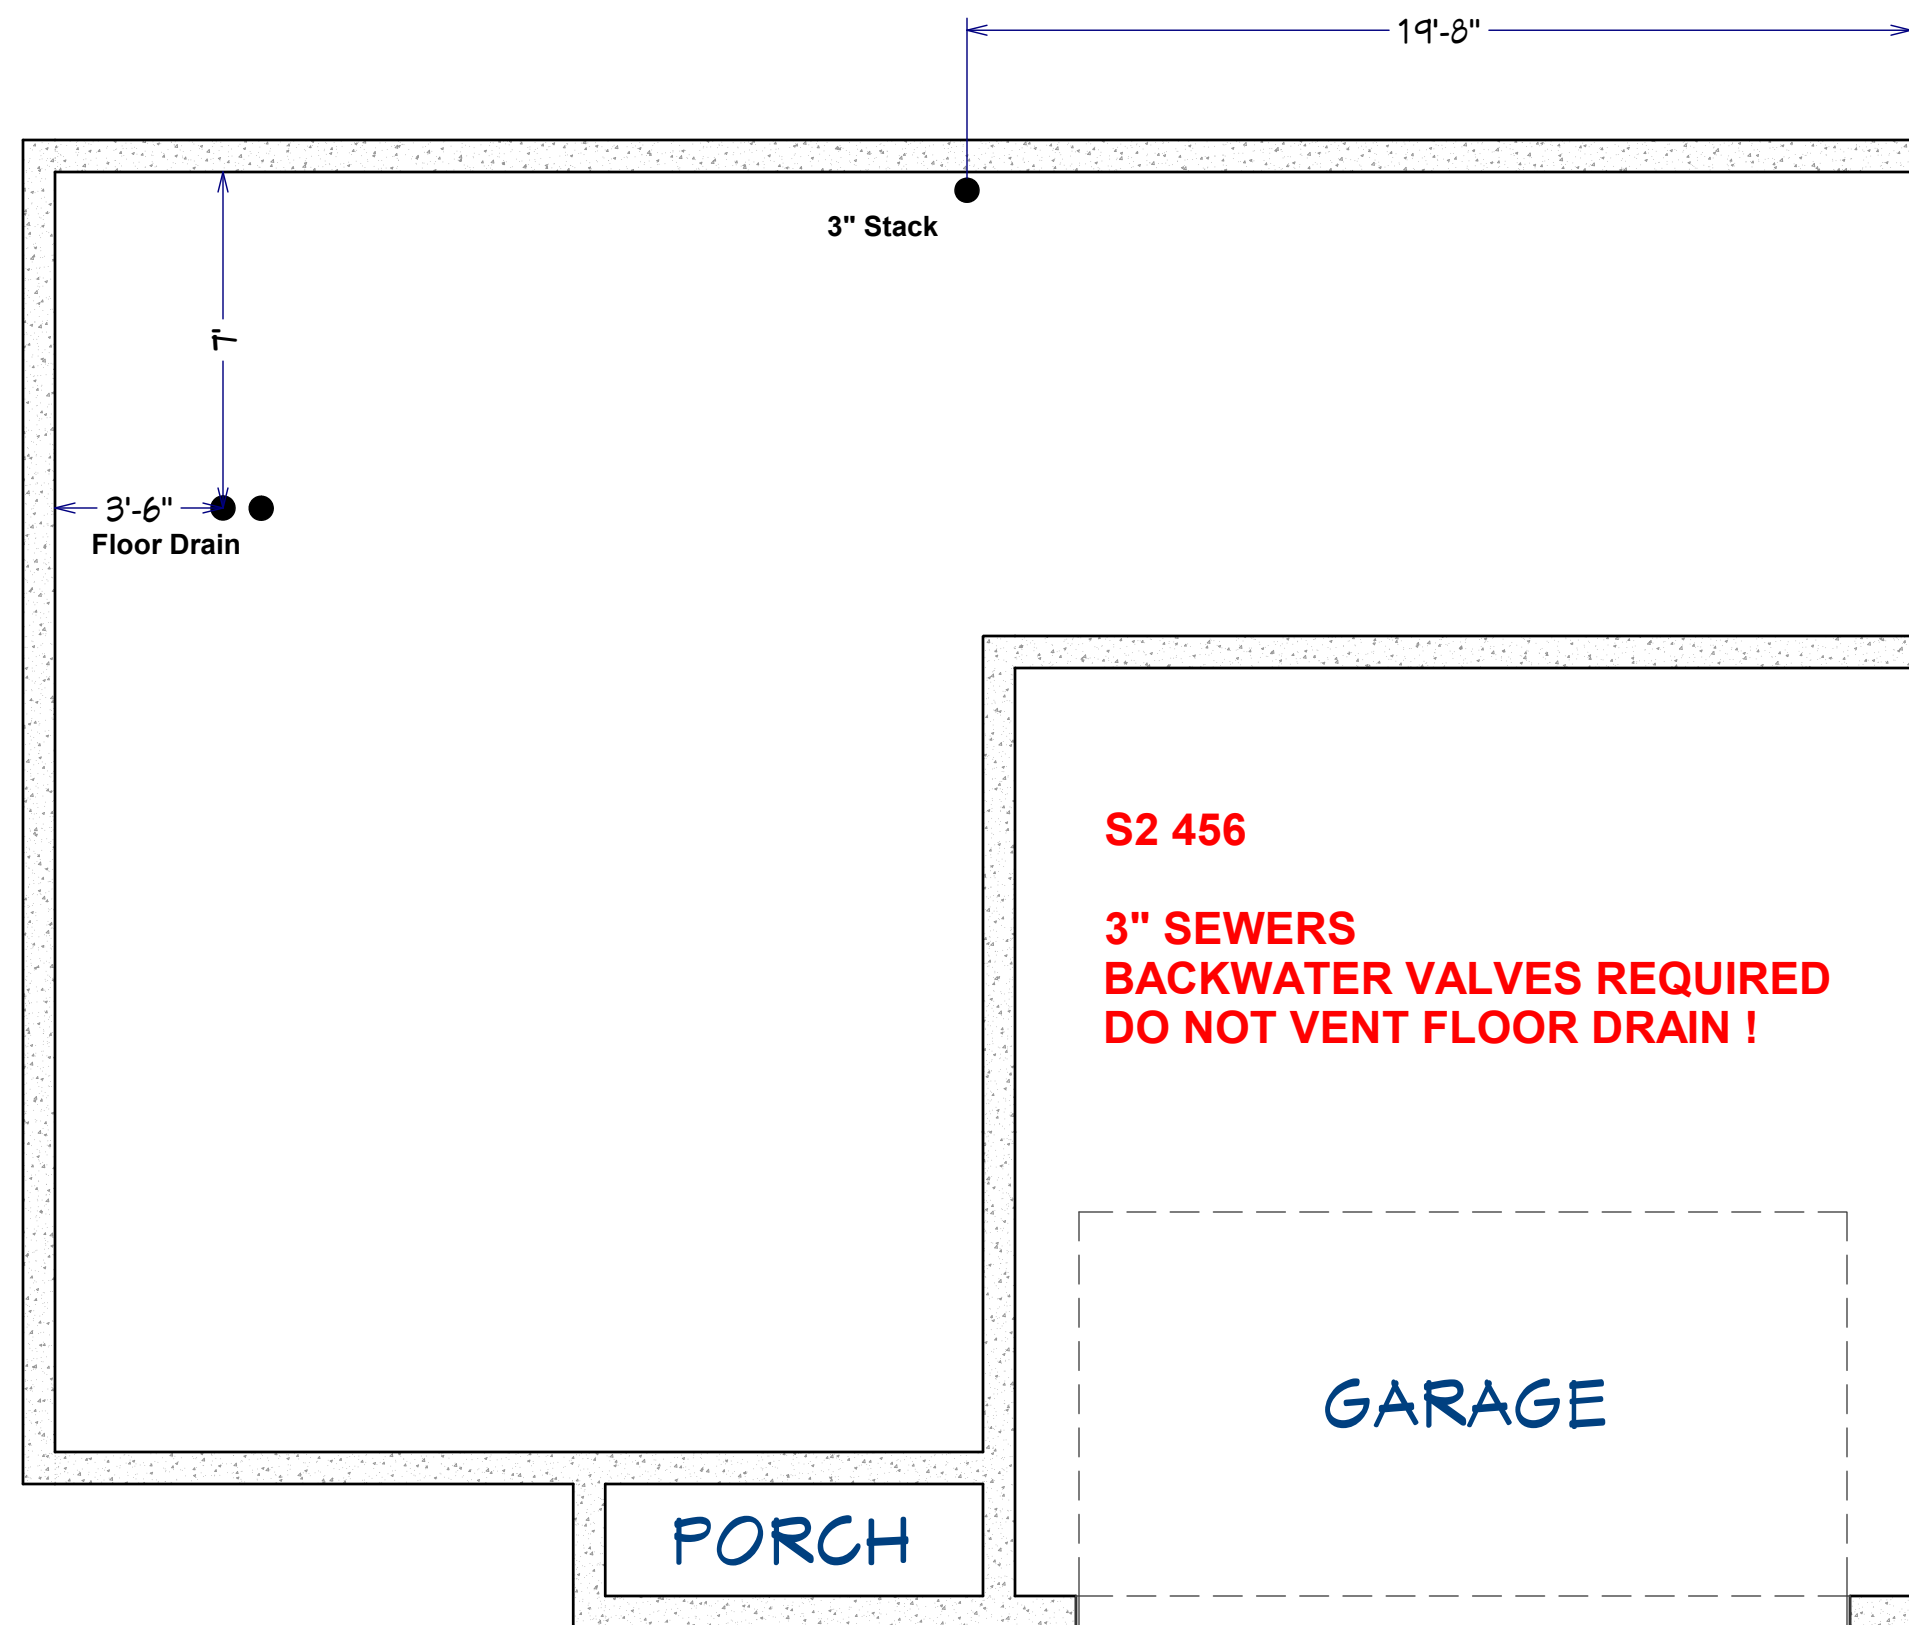 19'-8"
3" Stack
7'
3'-6"
Floor Drain
S2 456
3" SEWERS
BACKWATER VALVES REQUIRED
DO NOT VENT FLOOR DRAIN !
GARAGE
PORCH